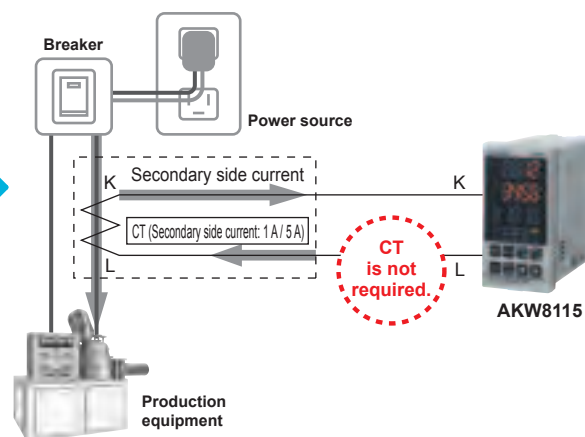 Breaker
Power source
Secondary side current
K
K
CT (Secondary side current: 1 A / 5 A)
CT
is not
required.
L
L
AKW8115
Production
equipment